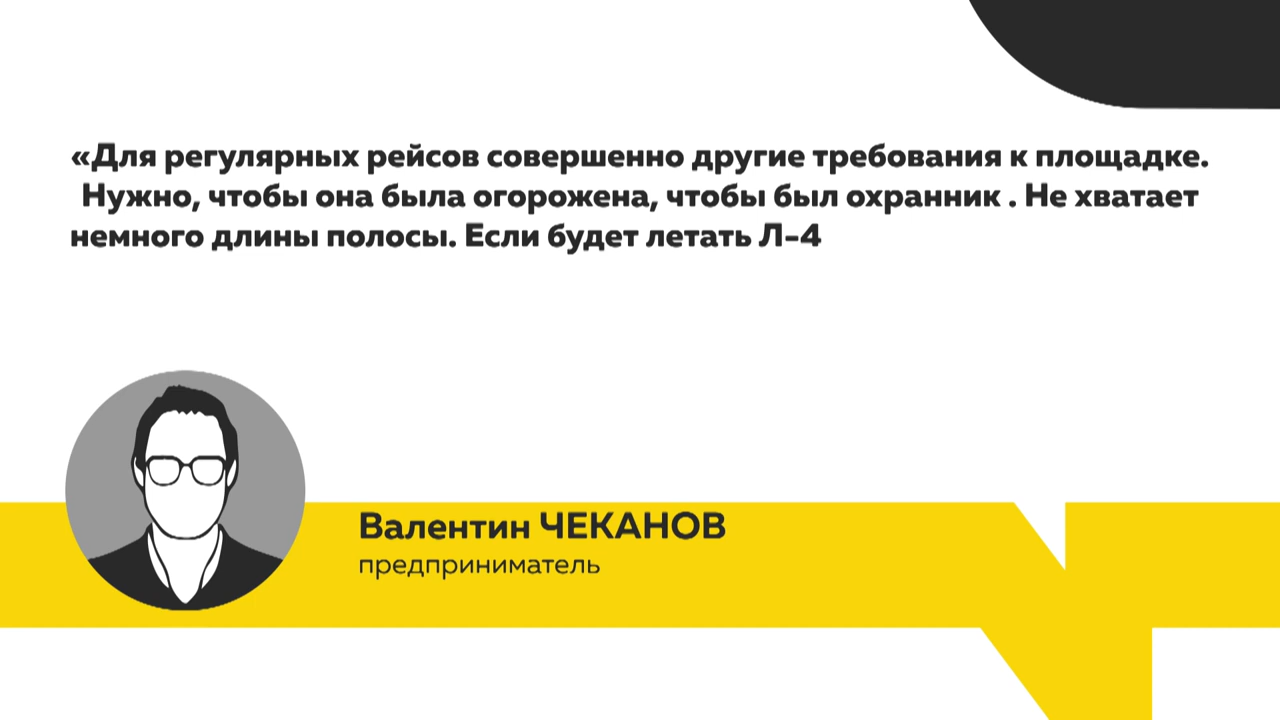 «Для регулярных рейсов совершенно другие требования к площадке.
Нужно, чтобы она была огорожена, чтобы был охранник . Не хватает
немного длины полосы. Если будет летать Л-4
Валентин ЧЕКАНОВ
предприниматель